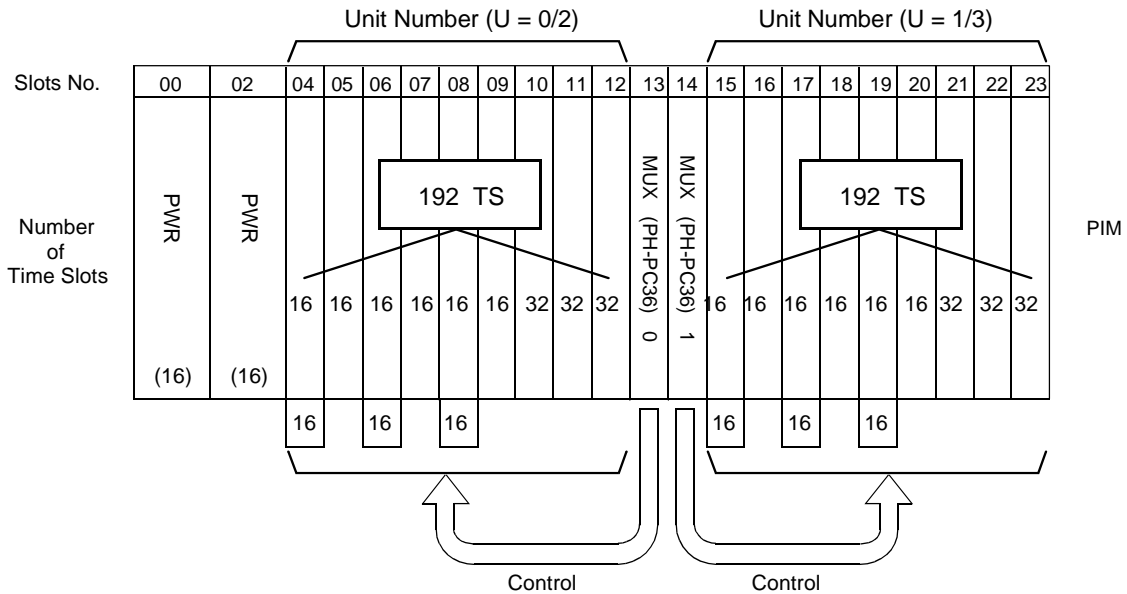 Unit Number (U = 0/2) Unit Number (U = 1/3)
Slots No. 00 02 04 05 06 07 08 09 10 11 12 13 14 15 16 17 18 19 20 21 22 23
192 TS 192 TS
PWR PWR MUX (PH-PC36) 0 MUX (PH-PC36) 1
Number
of
Time Slots
PIM
16 16 16 16 16 16 32 32 32 16 16 16 16 16 16 32 32 32
(16) (16)
16 16 16 16 16 16
Control Control